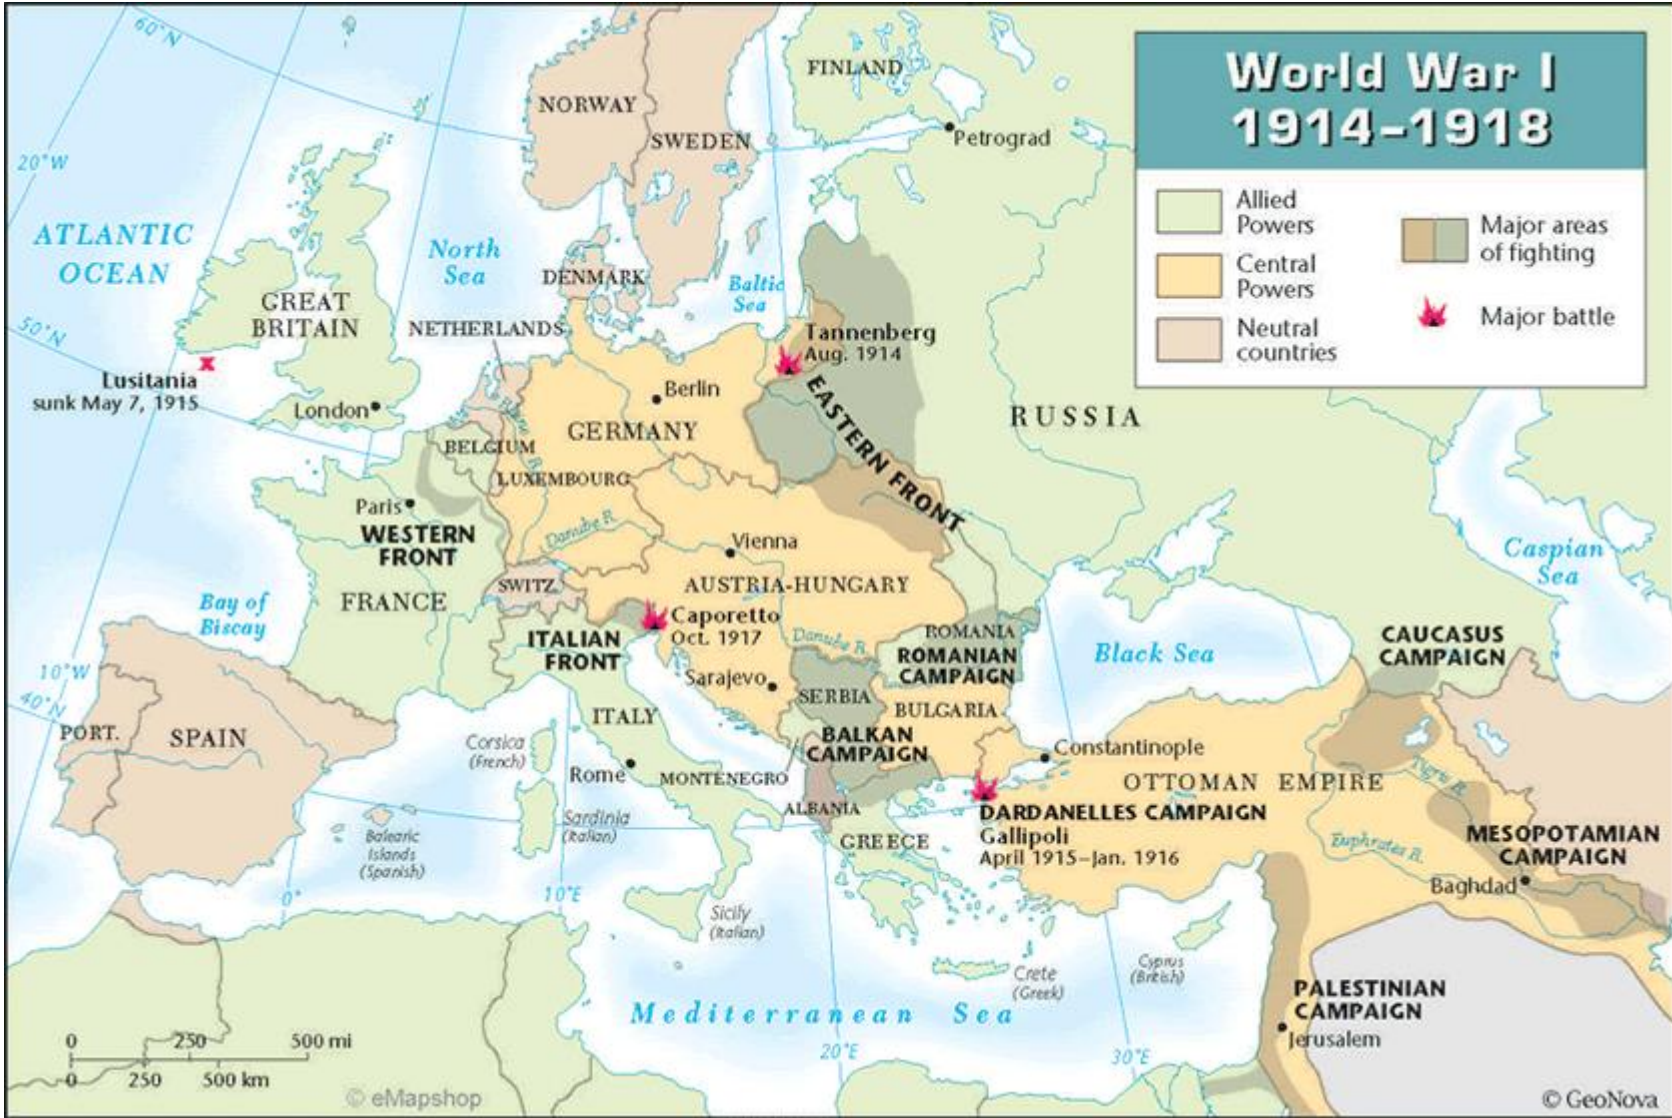 World War I
1914–1918
Allied
Powers
Central
Powers
Neutral
countries
Major areas
of fighting
Major battle
60°N
20°W
50°N
10°W
40°N
0°
10°E
20°E
30°E
ATLANTIC
OCEAN
North
Sea
Baltic
Sea
Bay of
Biscay
Black Sea
Caspian
Sea
Mediterranean Sea
FINLAND
NORWAY
SWEDEN
Petrograd
DENMARK
GREAT
BRITAIN
NETHERLANDS
Lusitania
sunk May 7, 1915
London
Tannenberg
Aug. 1914
Berlin
GERMANY
EASTERN FRONT
RUSSIA
BELGIUM
Rhine R.
LUXEMBOURG
Paris
WESTERN
FRONT
Danube R.
Vienna
SWITZ.
AUSTRIA-HUNGARY
FRANCE
Caporetto
Oct. 1917
ITALIAN
FRONT
Danube R.
ROMANIA
ROMANIAN
CAMPAIGN
CAUCASUS
CAMPAIGN
Sarajevo
SERBIA
BULGARIA
ITALY
PORT.
SPAIN
BALKAN
CAMPAIGN
Corsica
(French)
Rome
MONTENEGRO
Constantinople
OTTOMAN EMPIRE
Tigris R.
ALBANIA
Sardinia
(Italian)
Balearic
Islands
(Spanish)
GREECE
DARDANELLES CAMPAIGN
Gallipoli
April 1915–Jan. 1916
Euphrates R.
MESOPOTAMIAN
CAMPAIGN
Baghdad
Sicily
(Italian)
Crete
(Greek)
Cyprus
(British)
PALESTINIAN
CAMPAIGN
Jerusalem
0 250 500 mi
0 250 500 km
© eMapshop
© GeoNova